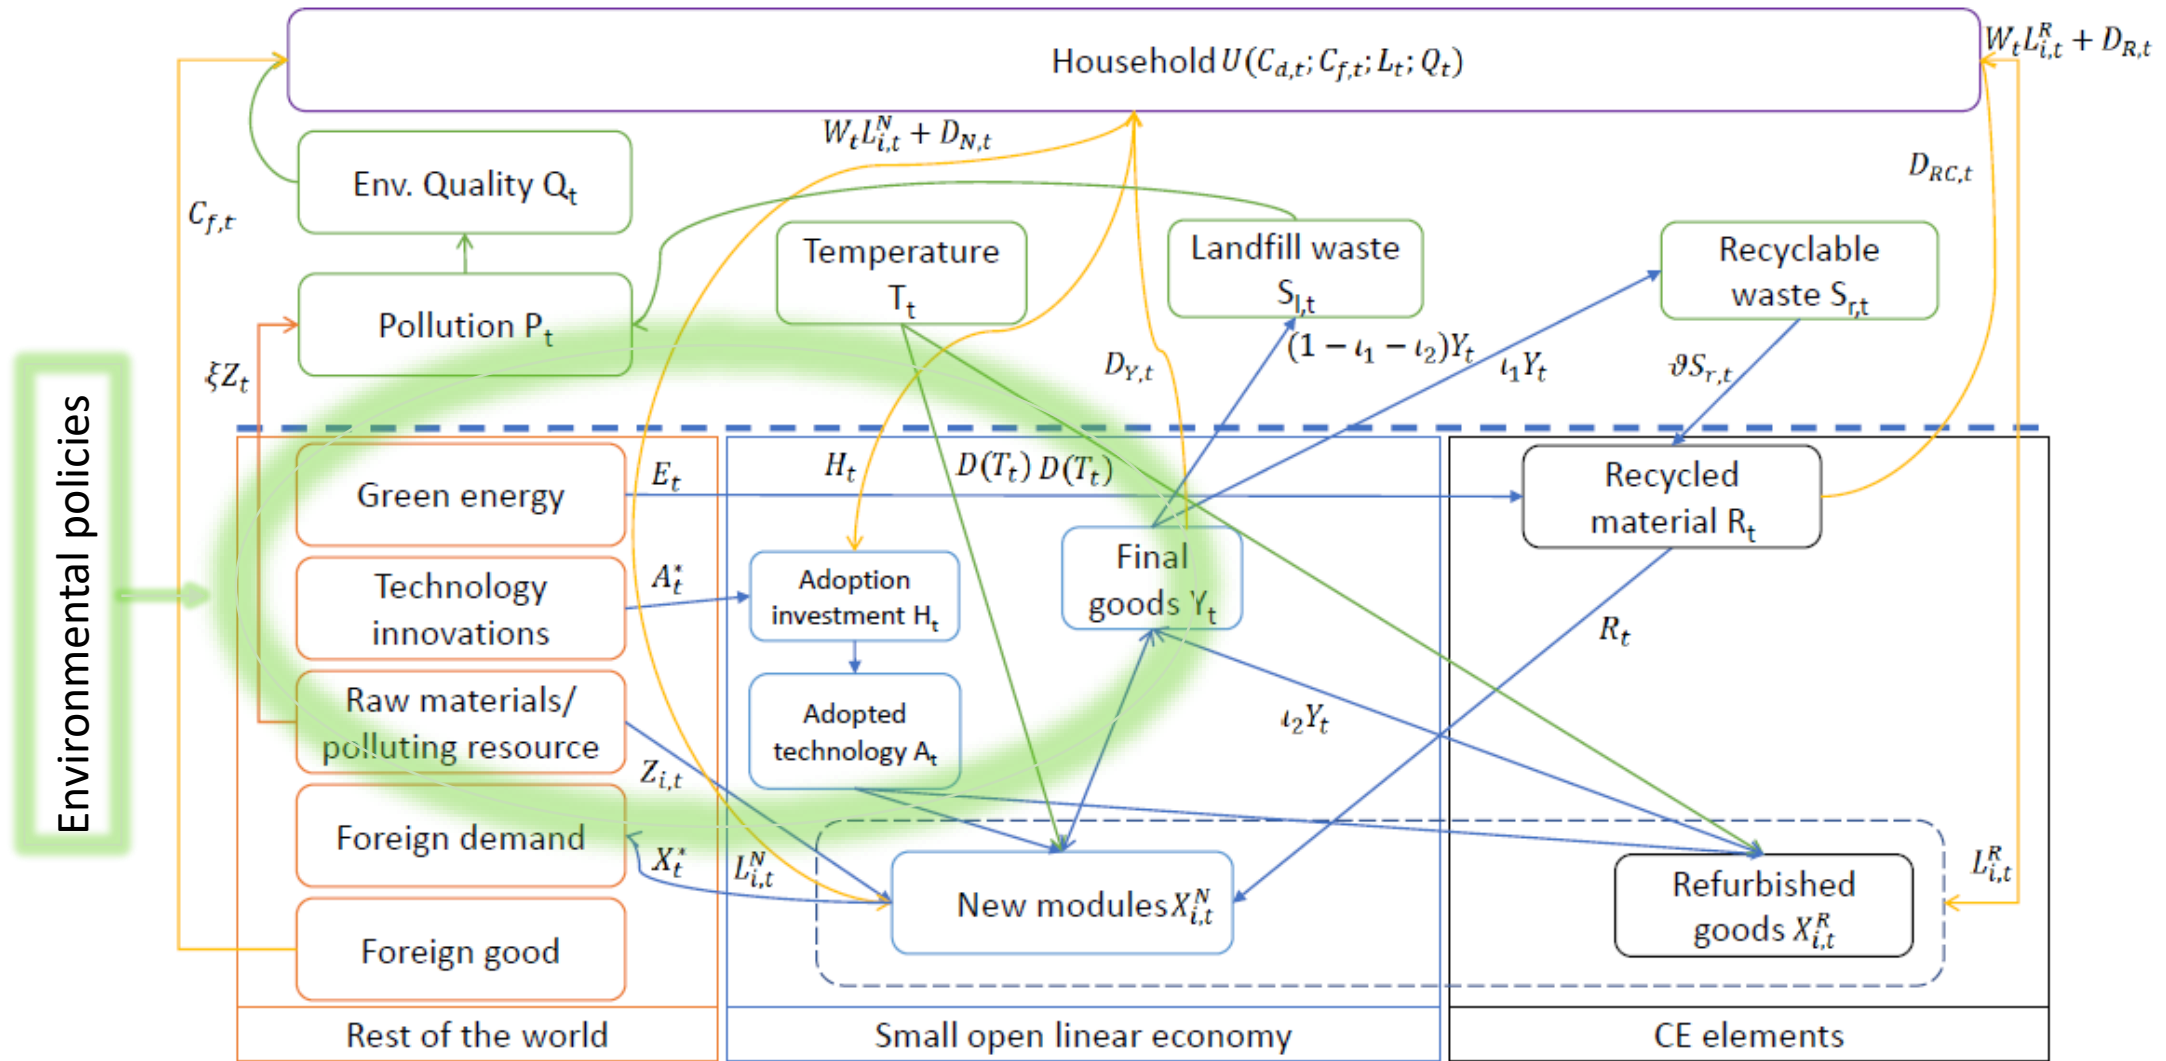 Household U(C_{d,t}; C_{f,t}; L_t; Q_t)
W_t L^R_{i,t} + D_{R,t}
W_t L^N_{i,t} + D_{N,t}
D_{RC,t}
Env. Quality Q_t
C_{f,t}
Temperature
T_t
Landfill waste
S_{l,t}
Recyclable
waste S_{r,t}
Pollution P_t
(1 − ι_1 − ι_2)Y_t
D_{Y,t}
ι_1 Y_t
ϑS_{r,t}
ξZ_t
Environmental policies
Green energy
E_t
H_t
D(T_t) D(T_t)
Recycled
material R_t
Technology
innovations
A^*_t
Adoption
investment H_t
Final
goods Y_t
R_t
Raw materials/
polluting resource
Z_{i,t}
Adopted
technology A_t
ι_2 Y_t
Foreign demand
X^*_t
L^N_{i,t}
New modules X^N_{i,t}
Refurbished
goods X^R_{i,t}
L^R_{i,t}
Foreign good
Rest of the world
Small open linear economy
CE elements